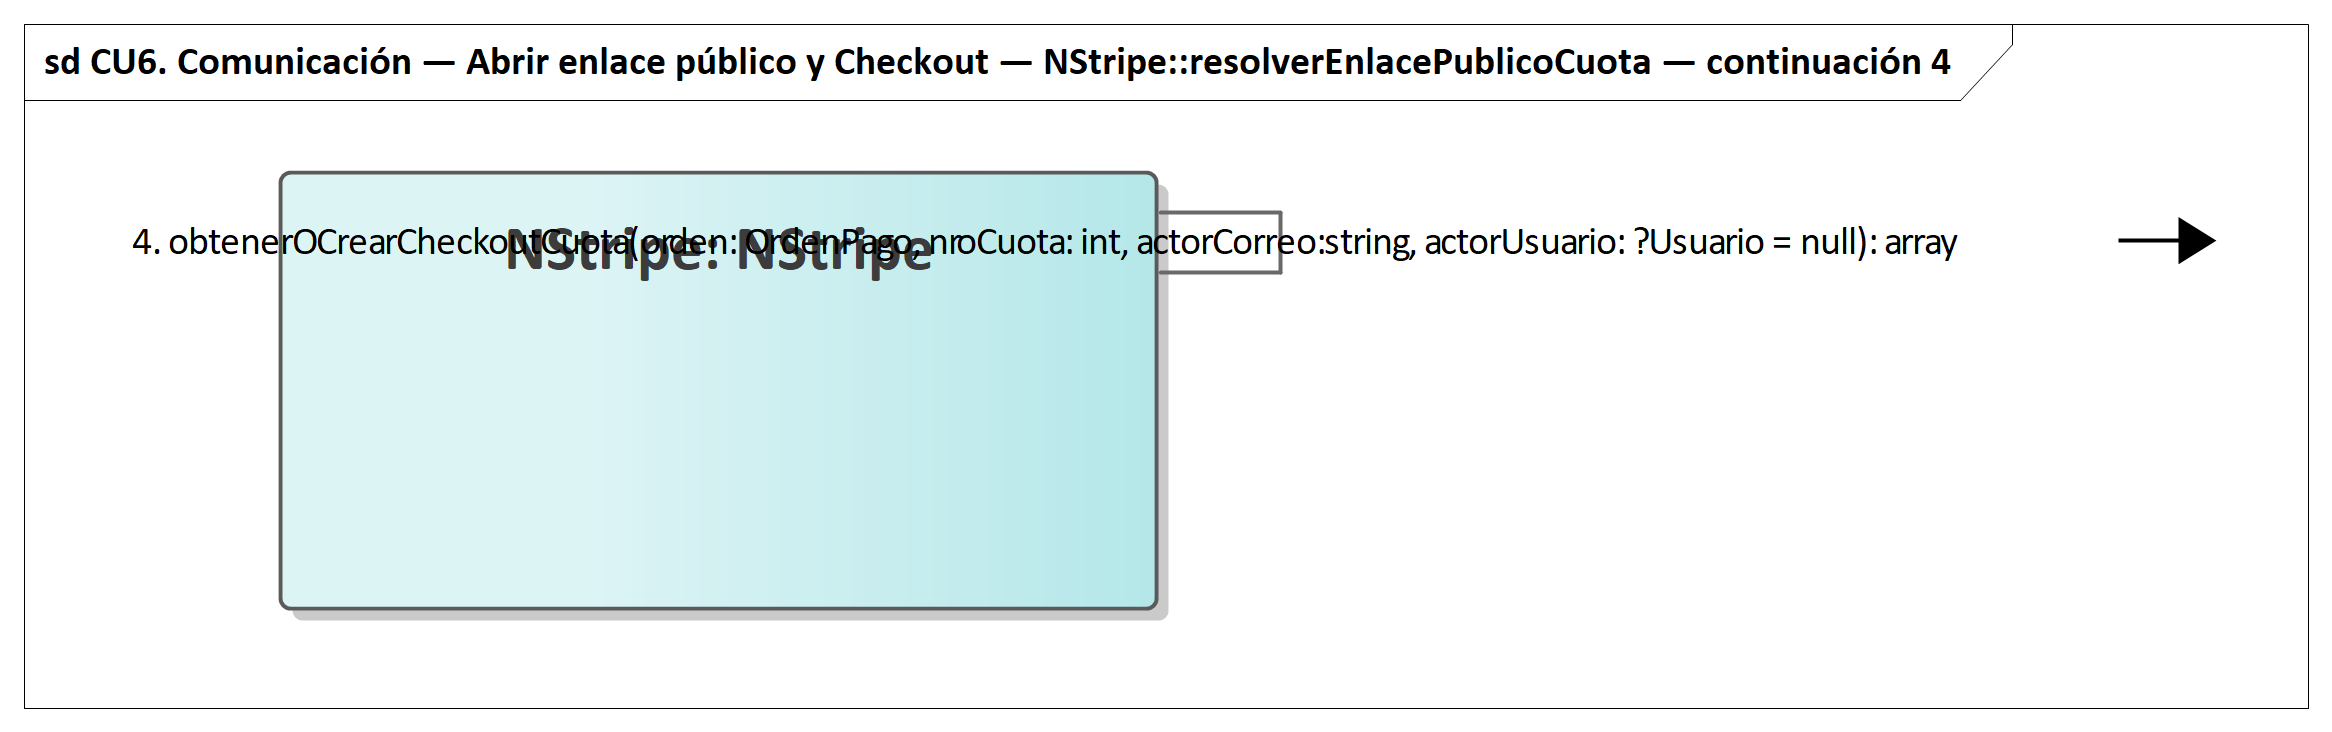 sd CU6. Comunicación — Abrir enlace público y Checkout — NStripe::resolverEnlacePublicoCuota — continuación 4
4. obtenerOCrearCheckoutCuota(orden: OrdenPago, nroCuota: int, actorCorreo:string, actorUsuario: ?Usuario = null): array
NStripe: NStripe